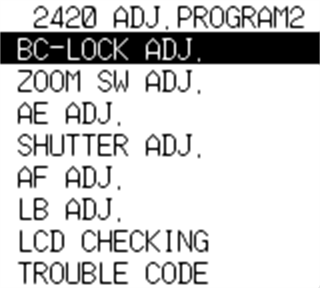 2420 ADJ.PROGRAM2
BC-LOCK ADJ.
ZOOM SW ADJ.
AE ADJ.
SHUTTER ADJ.
AF ADJ.
LB ADJ.
LCD CHECKING
TROUBLE CODE